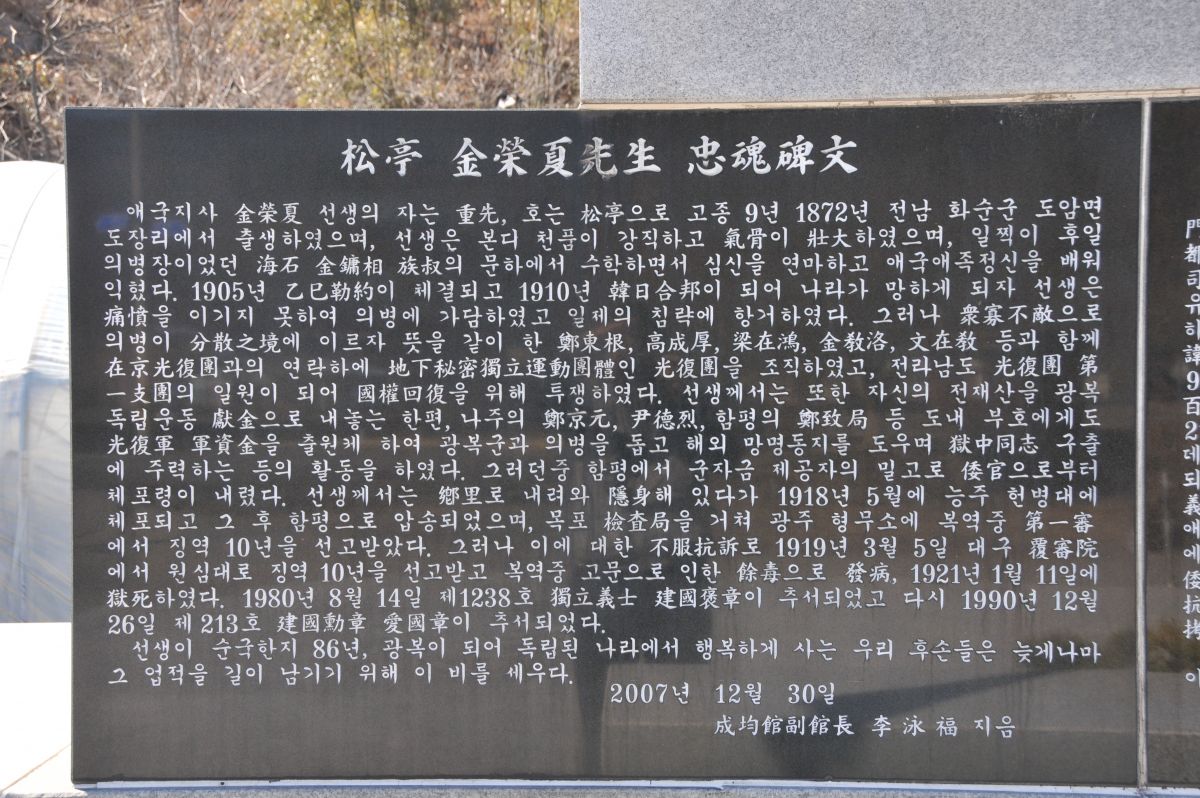 松亭 金榮夏先生 忠魂碑文
애국지사 金榮夏 선생의 자는 重先, 호는 松亭으로 고종 9년 1872년 전남 화순군 도암면
도장리에서 출생하였으며, 선생은 본디 천품이 강직하고 氣骨이 壯大하였으며, 일찍이 후일
의병장이었던 海石 金鏞相 族叔의 문하에서 수학하면서 심신을 연마하고 애국애족정신을 배워
익혔다. 1905년 乙巳勒約이 체결되고 1910년 韓日合邦이 되어 나라가 망하게 되자 선생은
痛憤을 이기지 못하여 의병에 가담하였고 일제의 침략에 항거하였다. 그러나 衆寡不敵으로
의병이 分散之境에 이르자 뜻을 같이 한 鄭東根, 高成厚, 梁在鴻, 金敎洛, 文在敎 등과 함께
在京光復團과의 연락하에 地下秘密獨立運動團體인 光復團을 조직하였고, 전라남도 光復團 第
一支團의 일원이 되어 國權回復을 위해 투쟁하였다. 선생께서는 또한 자신의 전재산을 광복
독립운동 獻金으로 내놓는 한편, 나주의 鄭京元, 尹德烈, 함평의 鄭致局 등 도내 부호에게도
光復軍 軍資金을 출원케 하여 광복군과 의병을 돕고 해외 망명동지를 도우며 獄中同志 구출
에 주력하는 등의 활동을 하였다. 그러던중 함평에서 군자금 제공자의 밀고로 倭官으로부터
체포령이 내렸다. 선생께서는 鄕里로 내려와 隱身해 있다가 1918년 5월에 능주 헌병대에
체포되고 그 후 함평으로 압송되었으며, 목포 檢査局을 거쳐 광주 형무소에 복역중 第一審
에서 징역 10년을 선고받았다. 그러나 이에 대한 不服抗訴로 1919년 3월 5일 대구 覆審院
에서 원심대로 징역 10년을 선고받고 복역중 고문으로 인한 餘毒으로 發病, 1921년 1월 11일에
獄死하였다. 1980년 8월 14일 제1238호 獨立義士 建國褒章이 추서되었고 다시 1990년 12월
26일 제213호 建國勳章 愛國章이 추서되었다.
선생이 순국한지 86년, 광복이 되어 독립된 나라에서 행복하게 사는 우리 후손들은 늦게나마
그 업적을 길이 남기기 위해 이 비를 세우다.
2007년 12월 30일
成均館副館長 李泳福 지음